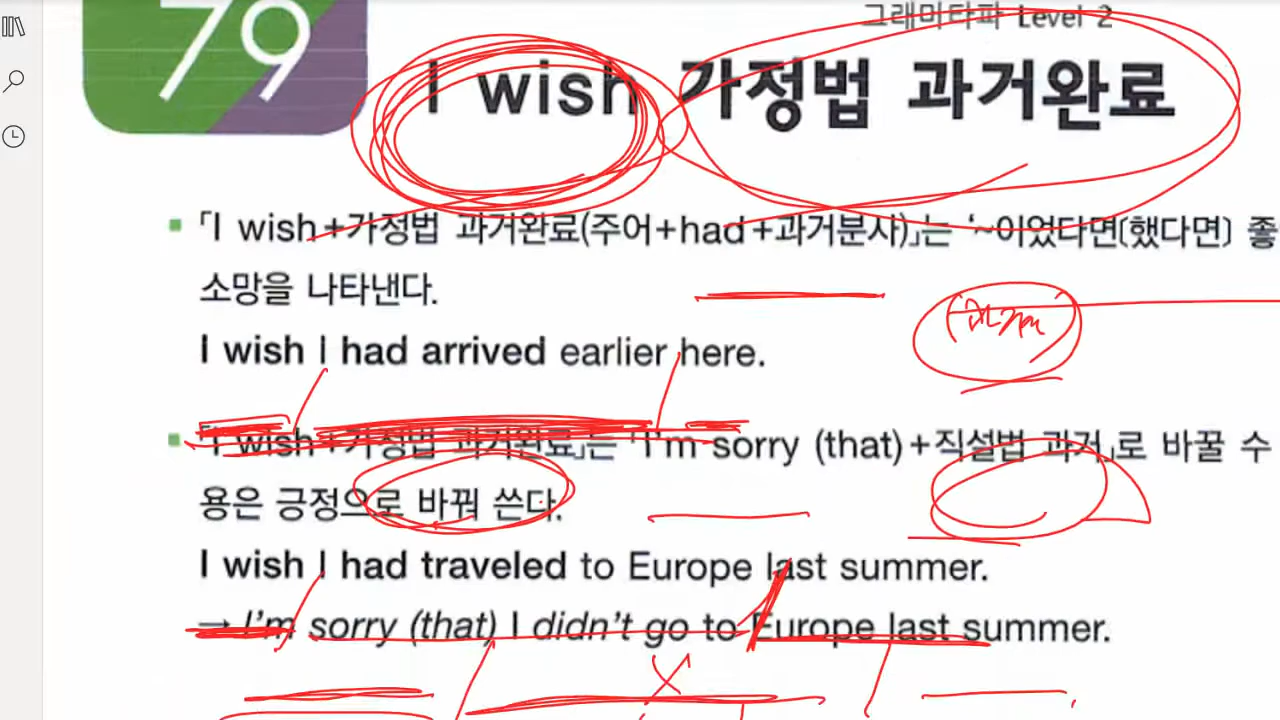 79
그래머타파 Level 2
I wish 가정법 과거완료
「I wish+가정법 과거완료(주어+had+과거분사)」는 ‘~이었다면〔했다면〕 좋
소망을 나타낸다.
I wish I had arrived earlier here.
「I wish+가정법 과거완료」는 「I'm sorry (that)+직설법 과거」로 바꿀 수
용은 긍정으로 바꿔 쓴다.
I wish I had traveled to Europe last summer.
→ I'm sorry (that) I didn't go to Europe last summer.